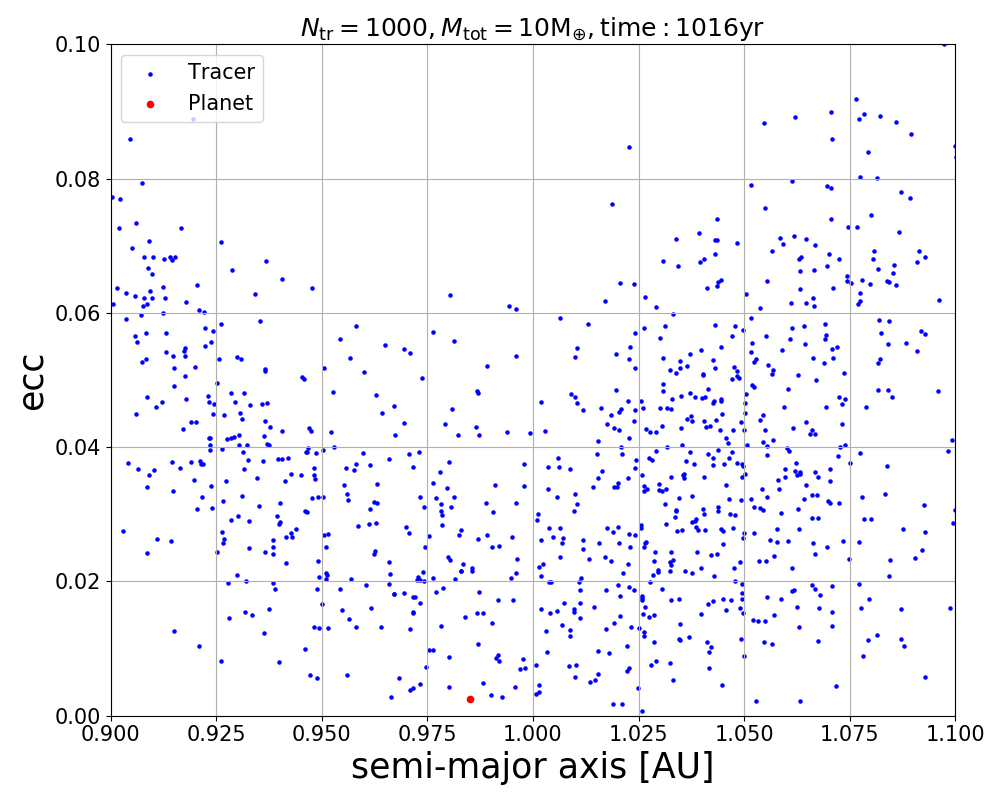 N_tr = 1000, M_tot = 10M_⊕, time : 1016yr
Tracer
Planet
0.10
0.08
0.06
0.04
0.02
0.00
ecc
0.900 0.925 0.950 0.975 1.000 1.025 1.050 1.075 1.100
semi-major axis [AU]